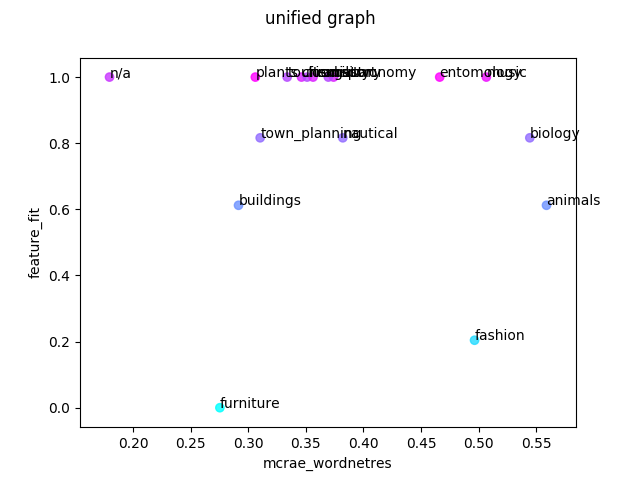 unified graph
1.0
n/a
plants
entomology
music
0.8
town_planning
nautical
biology
0.6
buildings
animals
0.4
0.2
fashion
0.0
furniture
feature_fit
0.20 0.25 0.30 0.35 0.40 0.45 0.50 0.55
mcrae_wordnetres